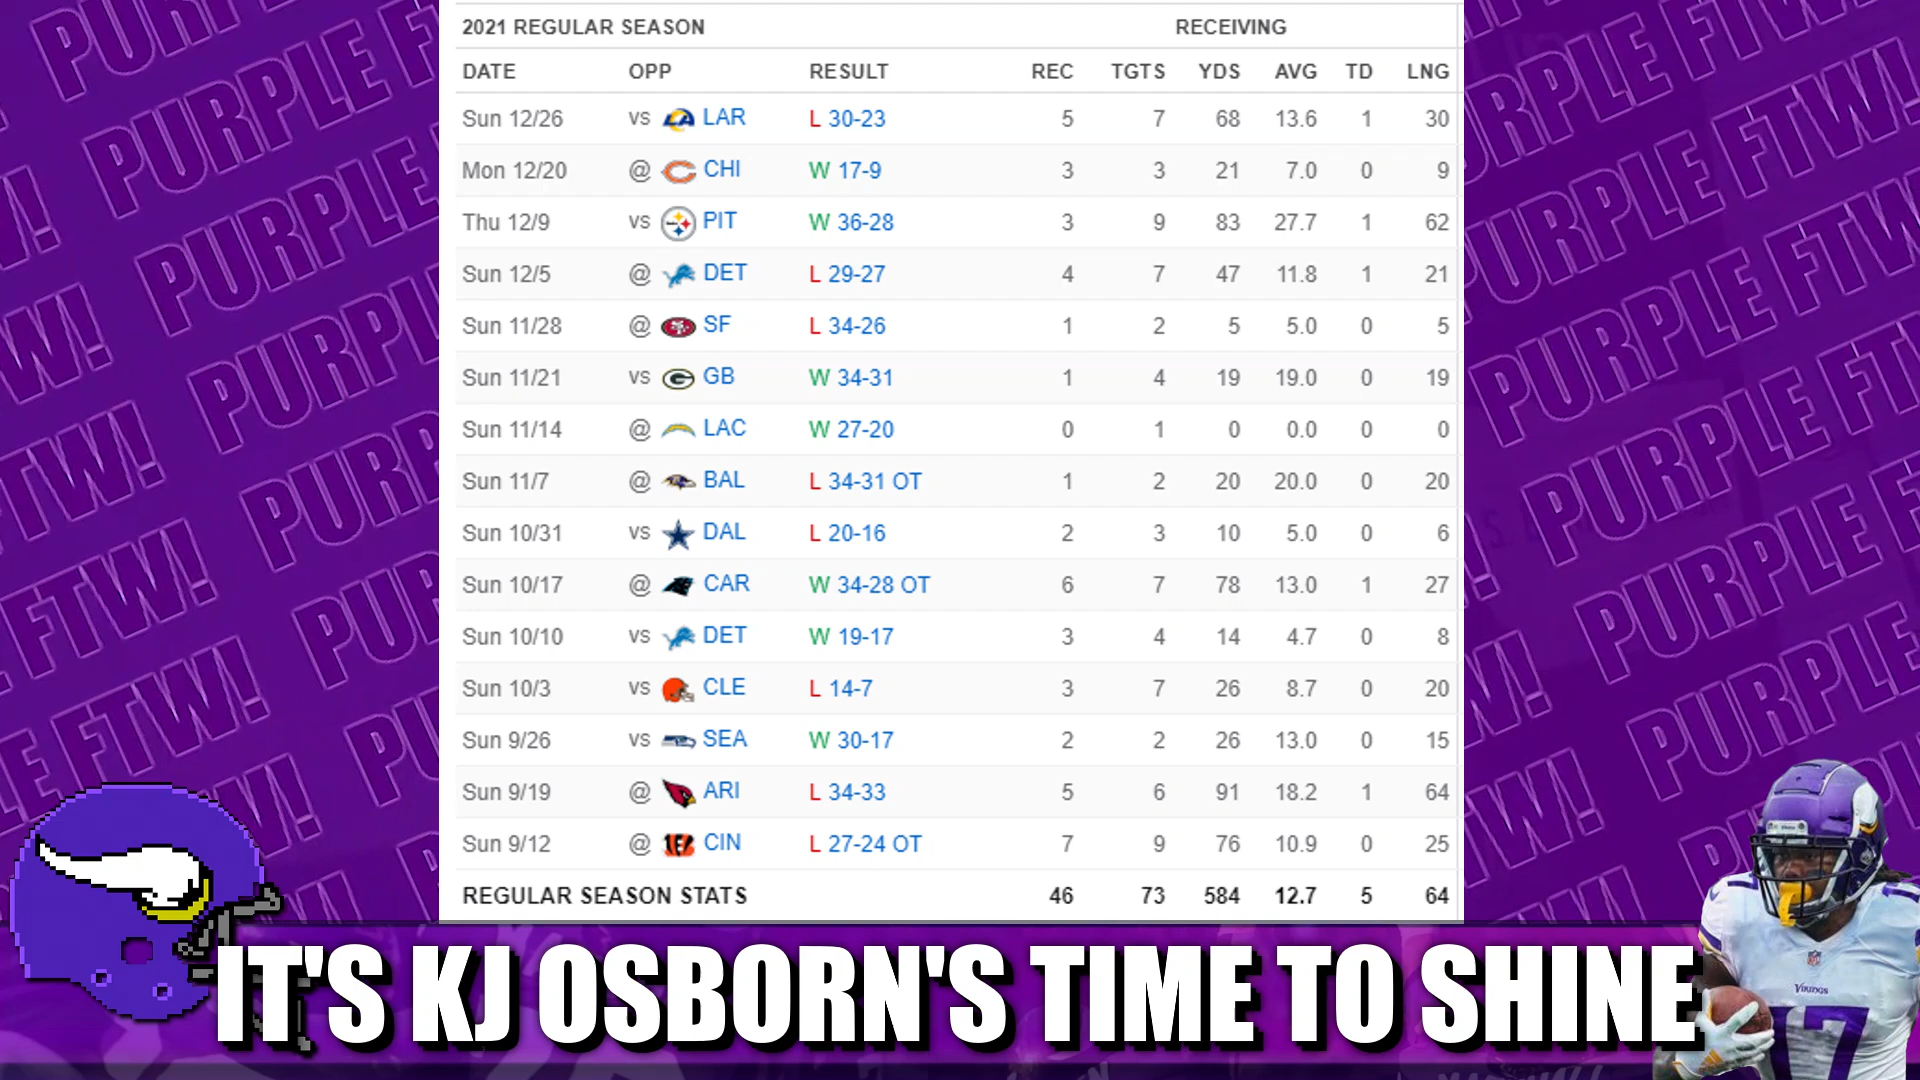 2021 REGULAR SEASON RECEIVING
DATE OPP RESULT REC TGTS YDS AVG TD LNG
Sun 12/26 vs LAR L 30-23 5 7 68 13.6 1 30
Mon 12/20 @ CHI W 17-9 3 3 21 7.0 0 9
Thu 12/9 vs PIT W 36-28 3 9 83 27.7 1 62
Sun 12/5 @ DET L 29-27 4 7 47 11.8 1 21
Sun 11/28 @ SF L 34-26 1 2 5 5.0 0 5
Sun 11/21 vs GB W 34-31 1 4 19 19.0 0 19
Sun 11/14 @ LAC W 27-20 0 1 0 0.0 0 0
Sun 11/7 @ BAL L 34-31 OT 1 2 20 20.0 0 20
Sun 10/31 vs DAL L 20-16 2 3 10 5.0 0 6
Sun 10/17 @ CAR W 34-28 OT 6 7 78 13.0 1 27
Sun 10/10 vs DET W 19-17 3 4 14 4.7 0 8
Sun 10/3 vs CLE L 14-7 3 7 26 8.7 0 20
Sun 9/26 vs SEA W 30-17 2 2 26 13.0 0 15
Sun 9/19 @ ARI L 34-33 5 6 91 18.2 1 64
Sun 9/12 @ CIN L 27-24 OT 7 9 76 10.9 0 25
REGULAR SEASON STATS 46 73 584 12.7 5 64
PURPLE FTW!
IT'S KJ OSBORN'S TIME TO SHINE
VIKINGS
17